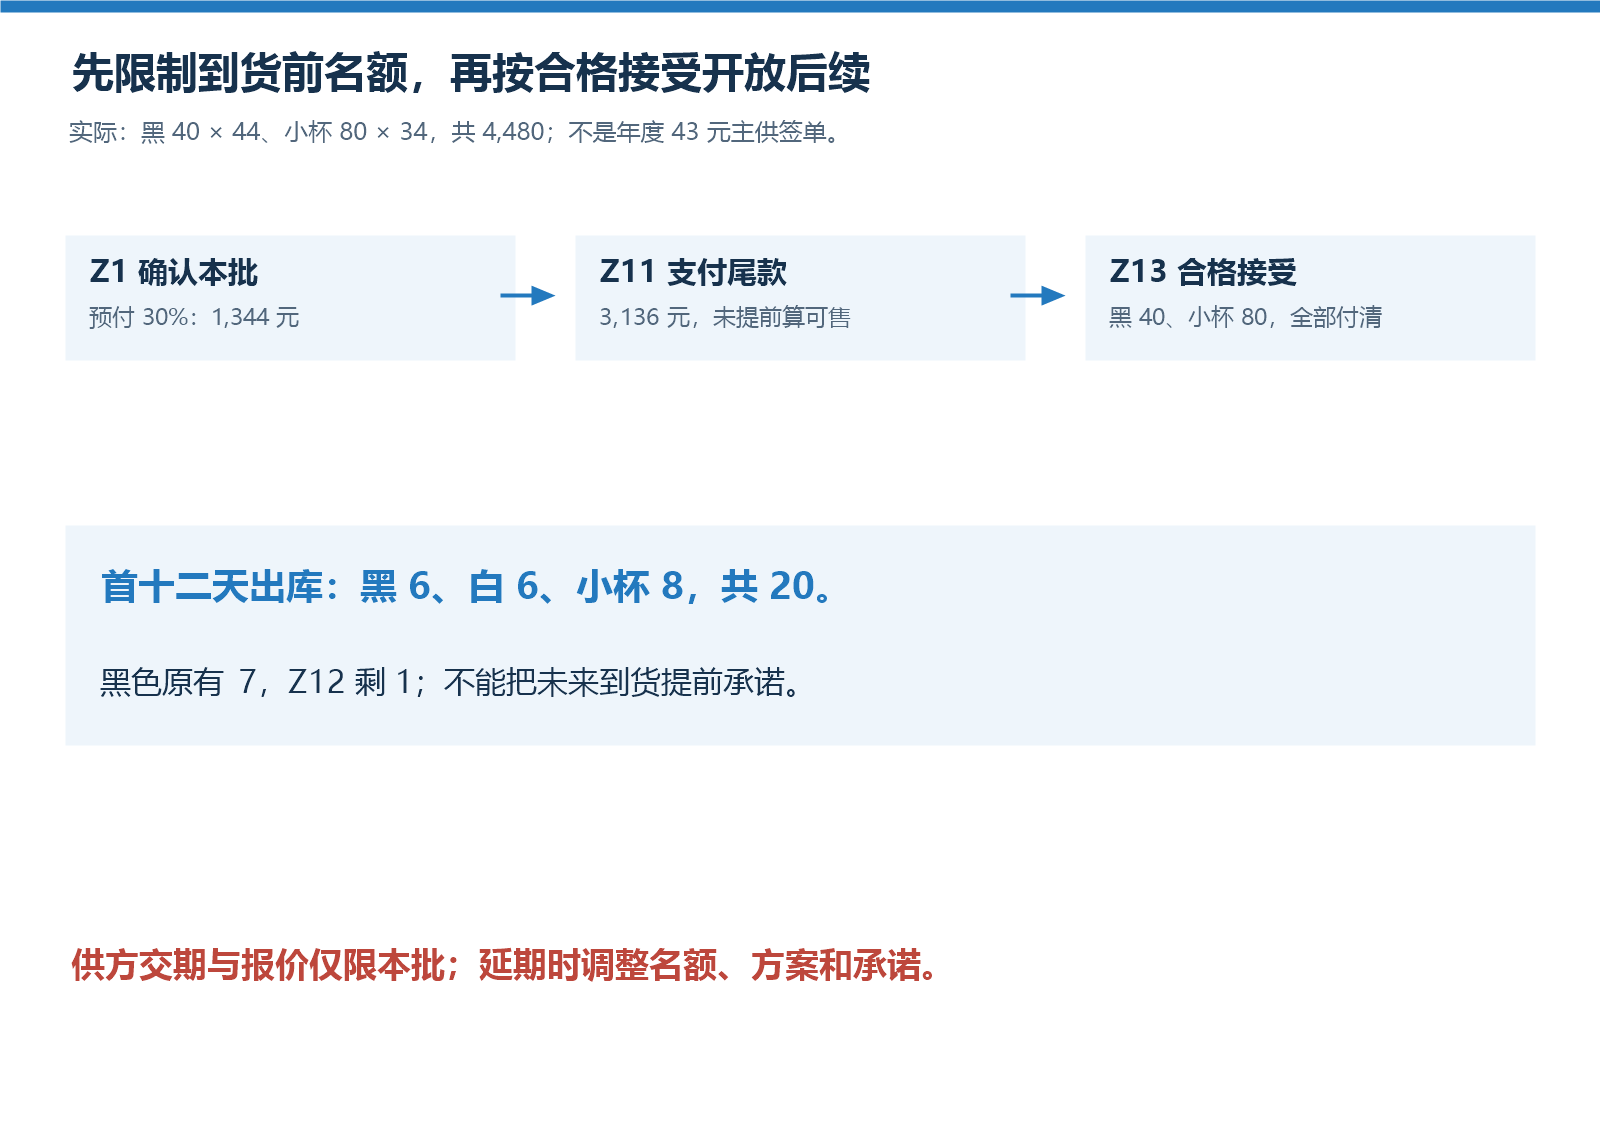 先限制到货前名额，再按合格接受开放后续
实际：黑 40 × 44、小杯 80 × 34，共 4,480；不是年度 43 元主供签单。
Z1 确认本批
预付 30%：1,344 元
Z11 支付尾款
3,136 元，未提前算可售
Z13 合格接受
黑 40、小杯 80，全部付清
首十二天出库：黑 6、白 6、小杯 8，共 20。
黑色原有 7，Z12 剩 1；不能把未来到货提前承诺。
供方交期与报价仅限本批；延期时调整名额、方案和承诺。